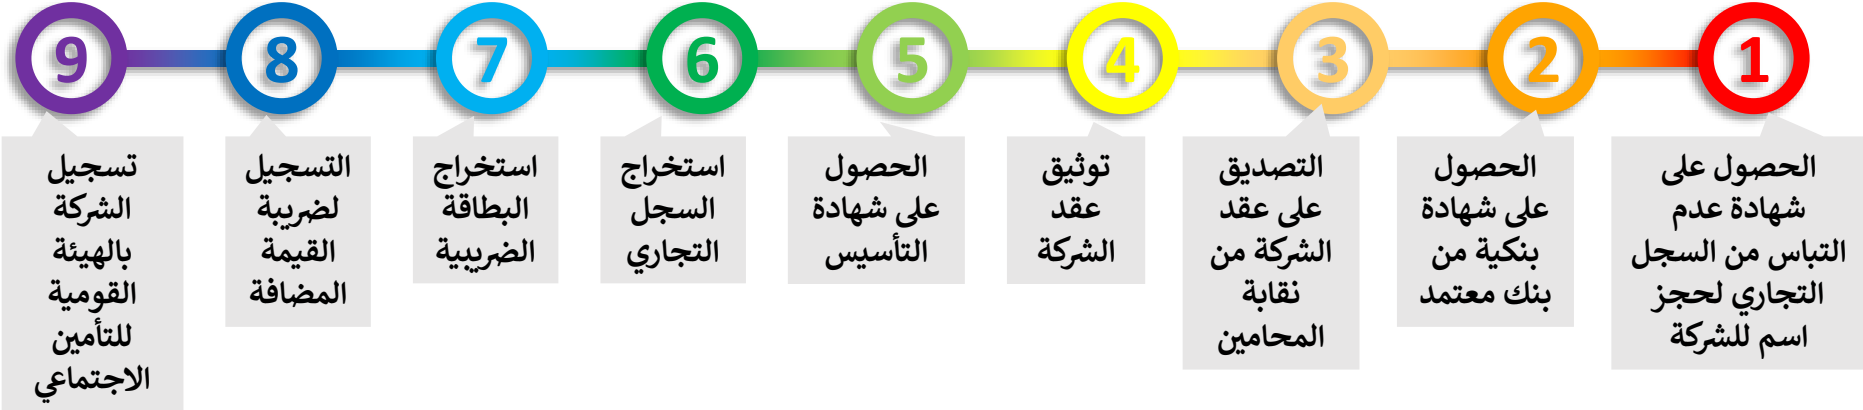 1
الحصول على
شهادة عدم
التباس من السجل
التجاري لحجز
اسم للشركة
2
الحصول
على شهادة
بنكية من
بنك معتمد
3
التصديق
على عقد
الشركة من
نقابة
المحامين
4
توثيق
عقد
الشركة
5
الحصول
على شهادة
التأسيس
6
استخراج
السجل
التجاري
7
استخراج
البطاقة
الضريبية
8
التسجيل
لضريبة
القيمة
المضافة
9
تسجيل
الشركة
بالهيئة
القومية
للتأمين
الاجتماعي